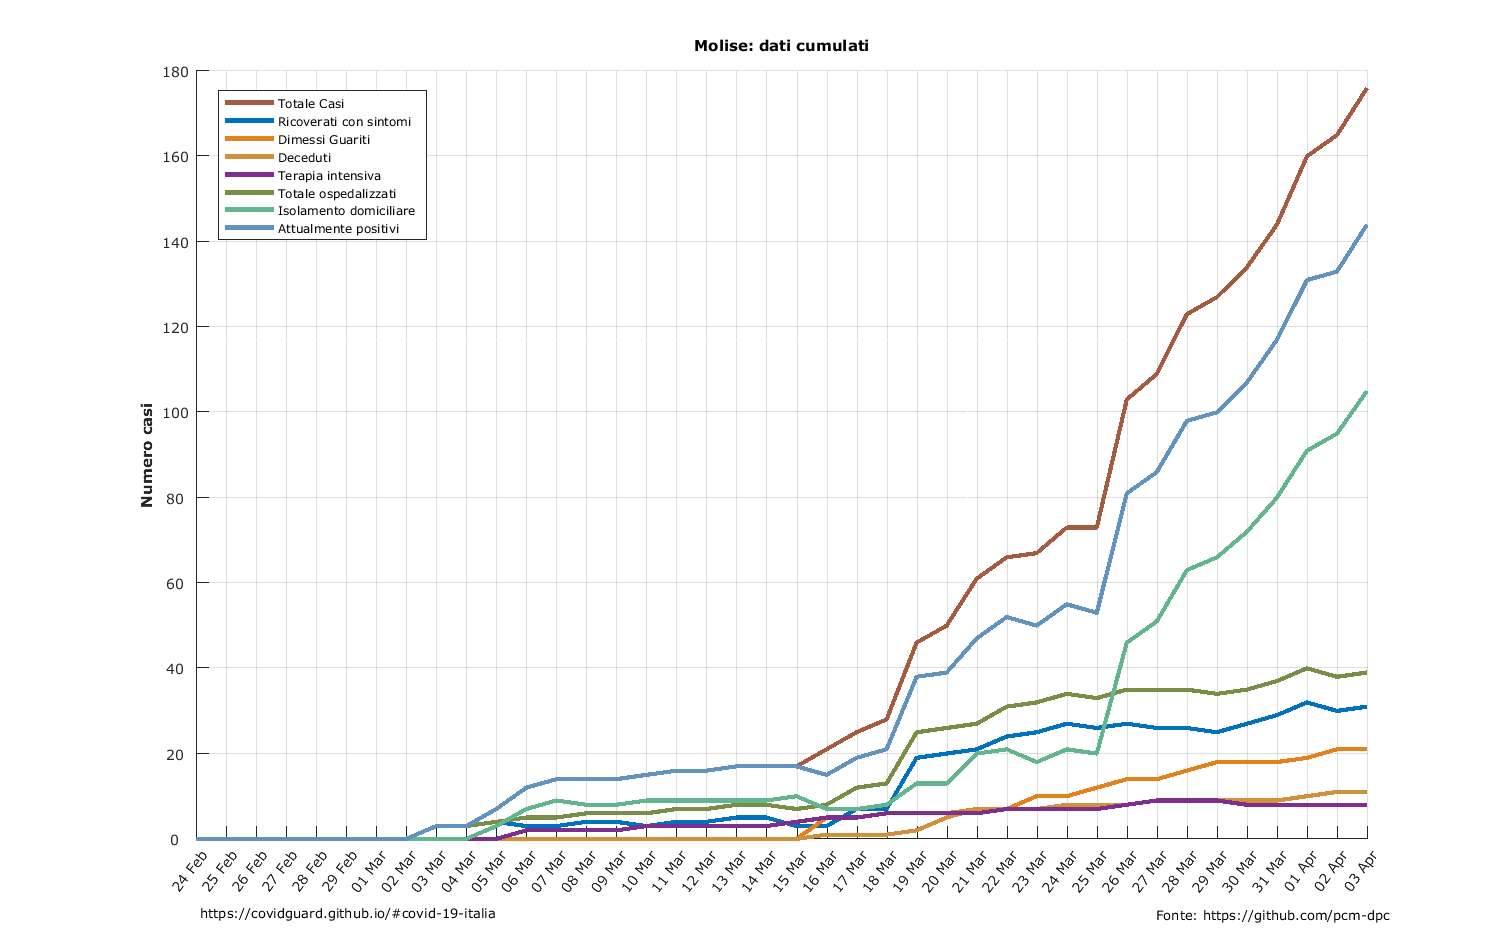 Molise: dati cumulati
180
160
140
120
100
80
60
40
20
0
Numero casi
Totale Casi
Ricoverati con sintomi
Dimessi Guariti
Deceduti
Terapia intensiva
Totale ospedalizzati
Isolamento domiciliare
Attualmente positivi
24 Feb
25 Feb
26 Feb
27 Feb
28 Feb
29 Feb
01 Mar
02 Mar
03 Mar
04 Mar
05 Mar
06 Mar
07 Mar
08 Mar
09 Mar
10 Mar
11 Mar
12 Mar
13 Mar
14 Mar
15 Mar
16 Mar
17 Mar
18 Mar
19 Mar
20 Mar
21 Mar
22 Mar
23 Mar
24 Mar
25 Mar
26 Mar
27 Mar
28 Mar
29 Mar
30 Mar
31 Mar
01 Apr
02 Apr
03 Apr
https://covidguard.github.io/#covid-19-italia
Fonte: https://github.com/pcm-dpc